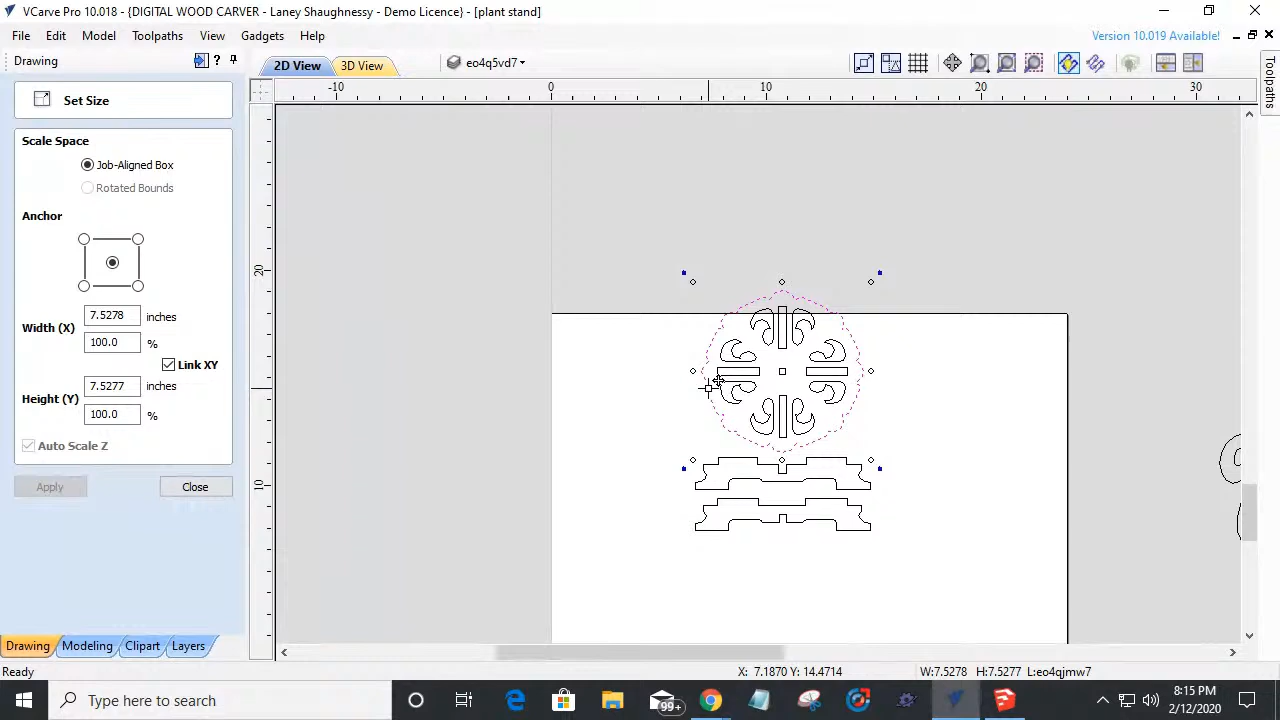 VCarve Pro 10.018 - {DIGITAL WOOD CARVER - Laney Shaughnessy - Demo Licence} - [plant stand]
File Edit Model Toolpaths View Gadgets Help
Version 10.019 Available!
Drawing
2D View 3D View eo4q5vd7
Toolpaths
-10 0 10 20 30
Set Size
Scale Space
Job-Aligned Box
Rotated Bounds
Anchor
20
Width (X) 7.5278 inches
100.0 %
Link XY
Height (Y) 7.5277 inches
100.0 %
Auto Scale Z
Apply Close
10
Drawing Modeling Clipart Layers
Ready
X: 7.1870 Y: 14.4714
W:7.5278 H:7.5277 L:eo4qjmw7
Type here to search
99+
8:15 PM
2/12/2020